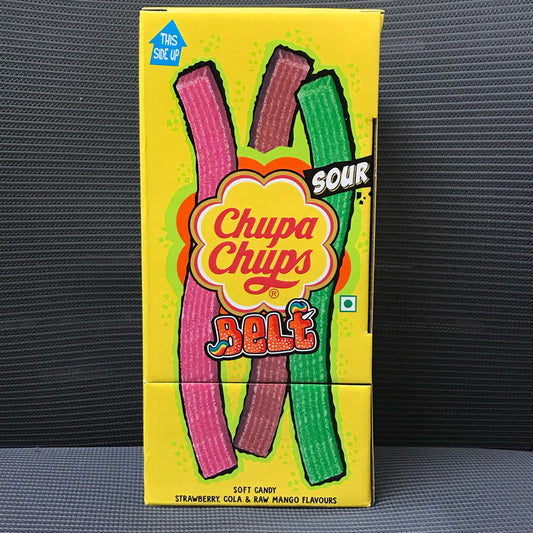 THIS
SIDE UP
SOUR
Chupa
Chups
®
BeLt
SOFT CANDY
STRAWBERRY, COLA & RAW MANGO FLAVOURS